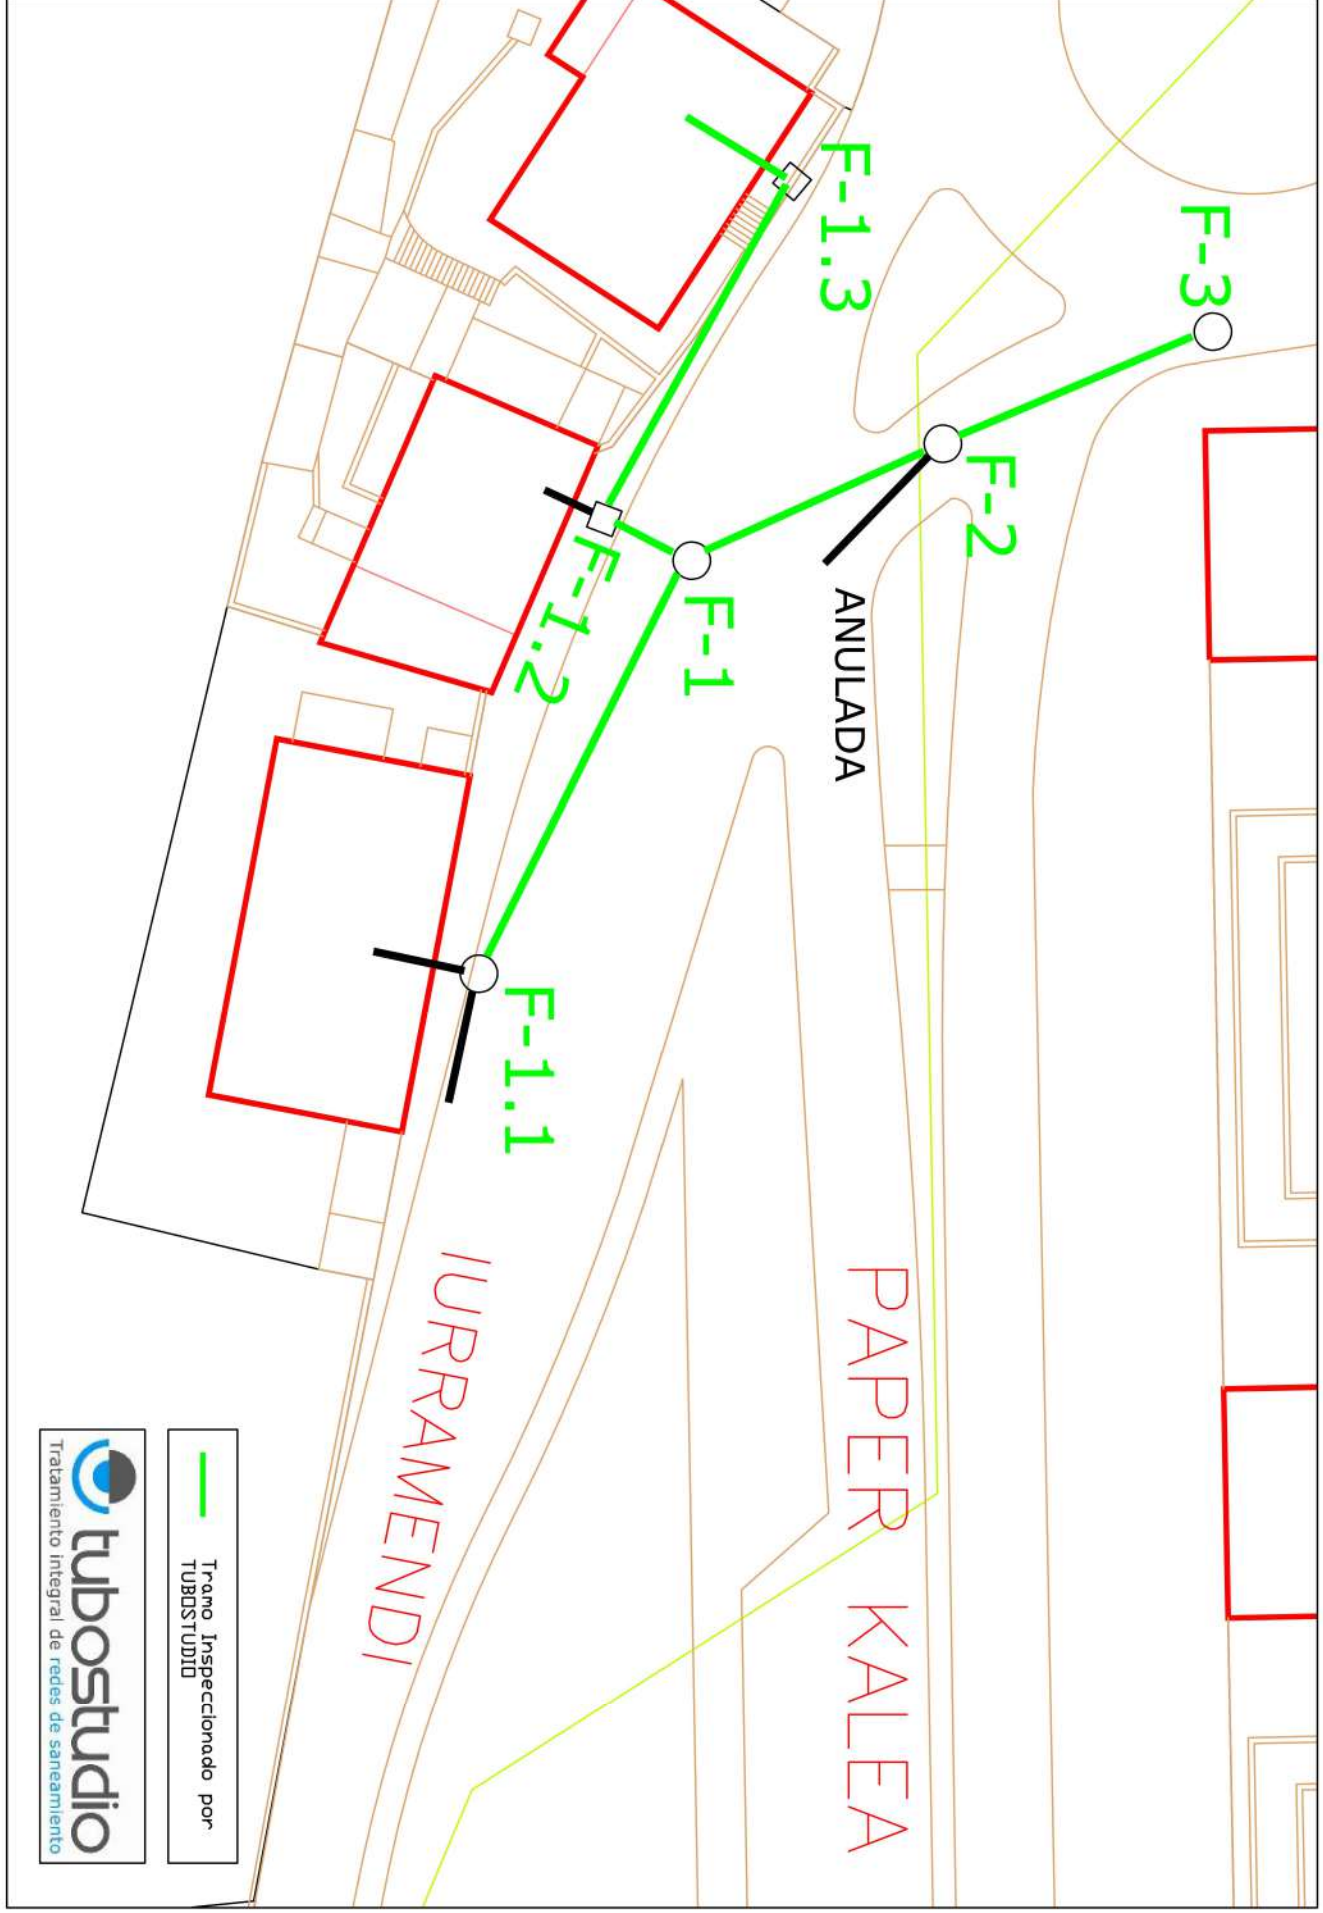 F-3
F-1.3
F-2
F-1
F-1.2
ANULADA
F-1.1
PAPER KALEA
IURRAMENDI
Tramo Inspeccionado por
TUBOSTUDIO
tubostudio
Tratamiento integral de redes de saneamiento